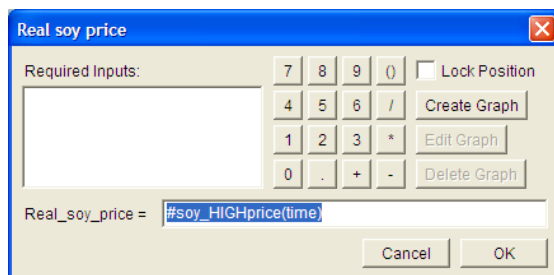 Real soy price
Required Inputs:
7 8 9 () Lock Position
4 5 6 / Create Graph
1 2 3 * Edit Graph
0 . + - Delete Graph
Real_soy_price = #soy_HIGHprice(time)
Cancel OK